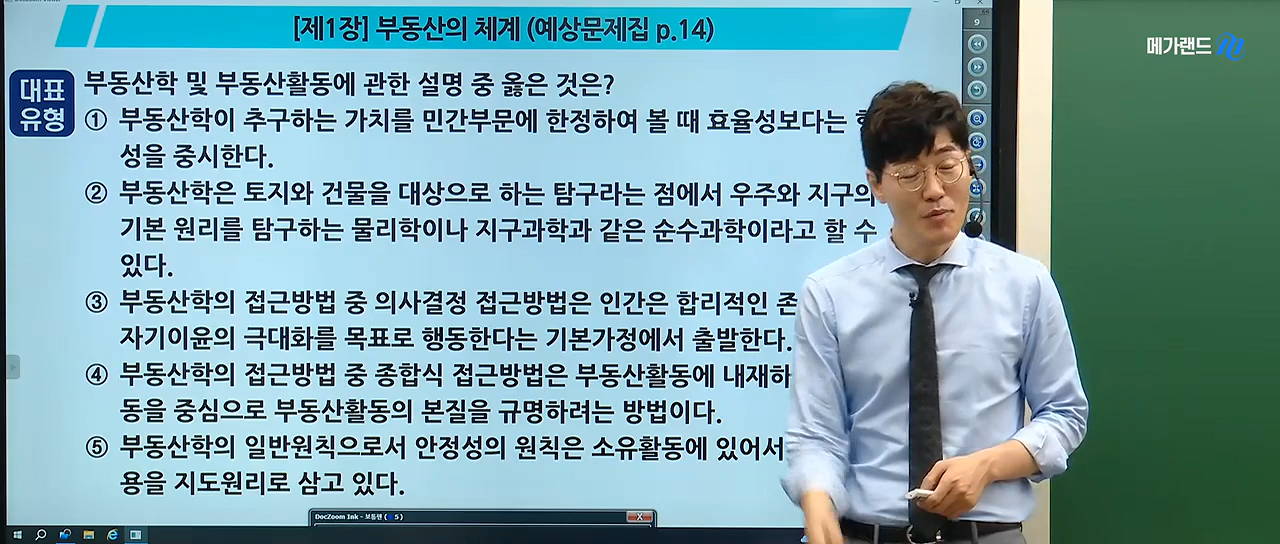 [제1장] 부동산의 체계 (예상문제집 p.14)
메가랜드
9
대표
유형
부동산학 및 부동산활동에 관한 설명 중 옳은 것은?
① 부동산학이 추구하는 가치를 민간부문에 한정하여 볼 때 효율성보다는
성을 중시한다.
② 부동산학은 토지와 건물을 대상으로 하는 탐구라는 점에서 우주와 지구의
기본 원리를 탐구하는 물리학이나 지구과학과 같은 순수과학이라고 할 수
있다.
③ 부동산학의 접근방법 중 의사결정 접근방법은 인간은 합리적인 존
자기이윤의 극대화를 목표로 행동한다는 기본가정에서 출발한다.
④ 부동산학의 접근방법 중 종합식 접근방법은 부동산활동에 내재하
동을 중심으로 부동산활동의 본질을 규명하려는 방법이다.
⑤ 부동산학의 일반원칙으로서 안정성의 원칙은 소유활동에 있어서
용을 지도원리로 삼고 있다.
DocZoom Ink - 보통펜 ( 5 )